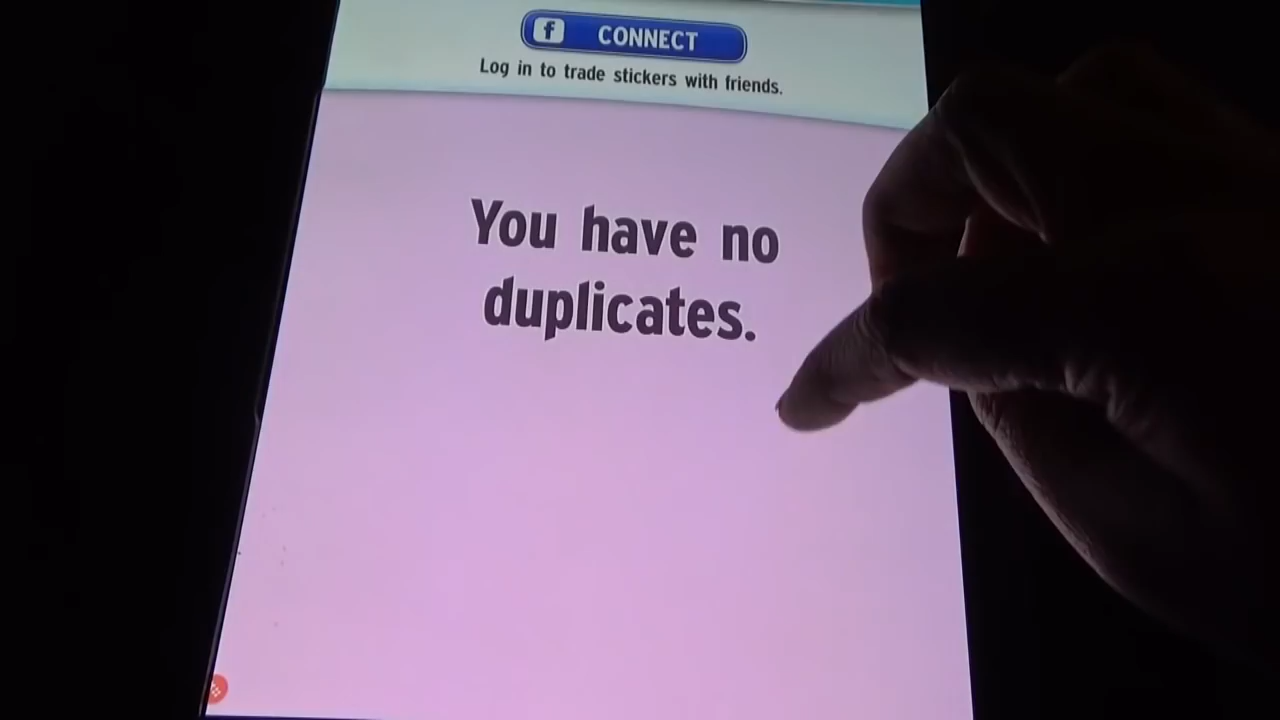 f CONNECT
Log in to trade stickers with friends.
You have no
duplicates.